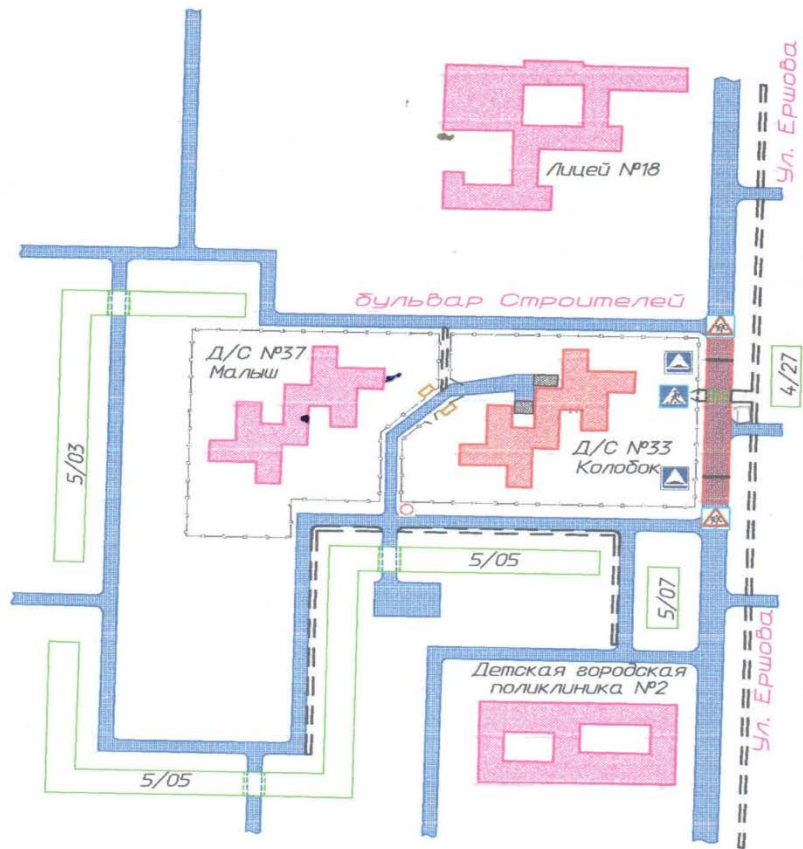 Ул. Ершова
Лицей №18
бульвар Строителей
Д/С №37
Малыш
4/27
5/03
Д/С №33
Колобок
5/05
5/07
Детская городская
поликлиника №2
Ул. Ершова
5/05